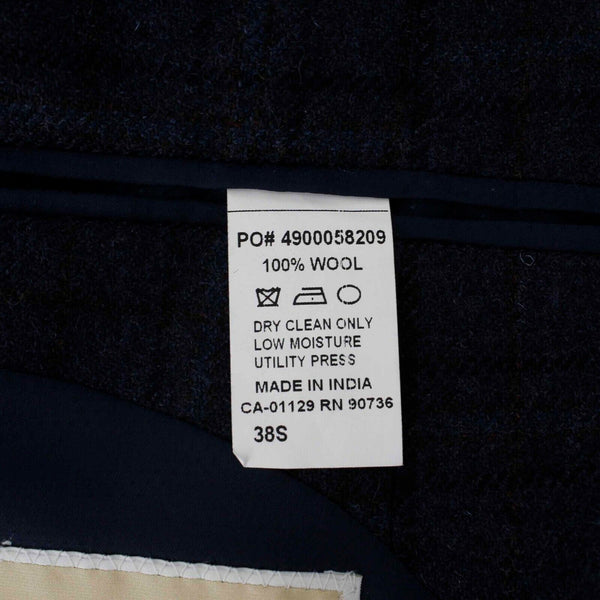 PO# 4900058209
100% WOOL
DRY CLEAN ONLY
LOW MOISTURE
UTILITY PRESS
MADE IN INDIA
CA-01129 RN 90736
38S